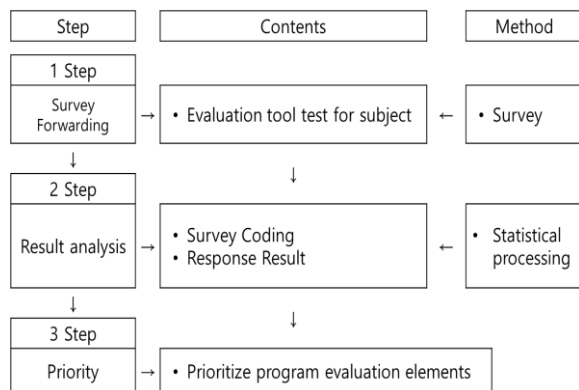 Step
Contents
Method
1 Step
Survey
Forwarding
→
• Evaluation tool test for subject
←
• Survey
↓
↓
2 Step
Result analysis
→
• Survey Coding
• Response Result
←
• Statistical
processing
↓
↓
3 Step
Priority
→
• Prioritize program evaluation elements